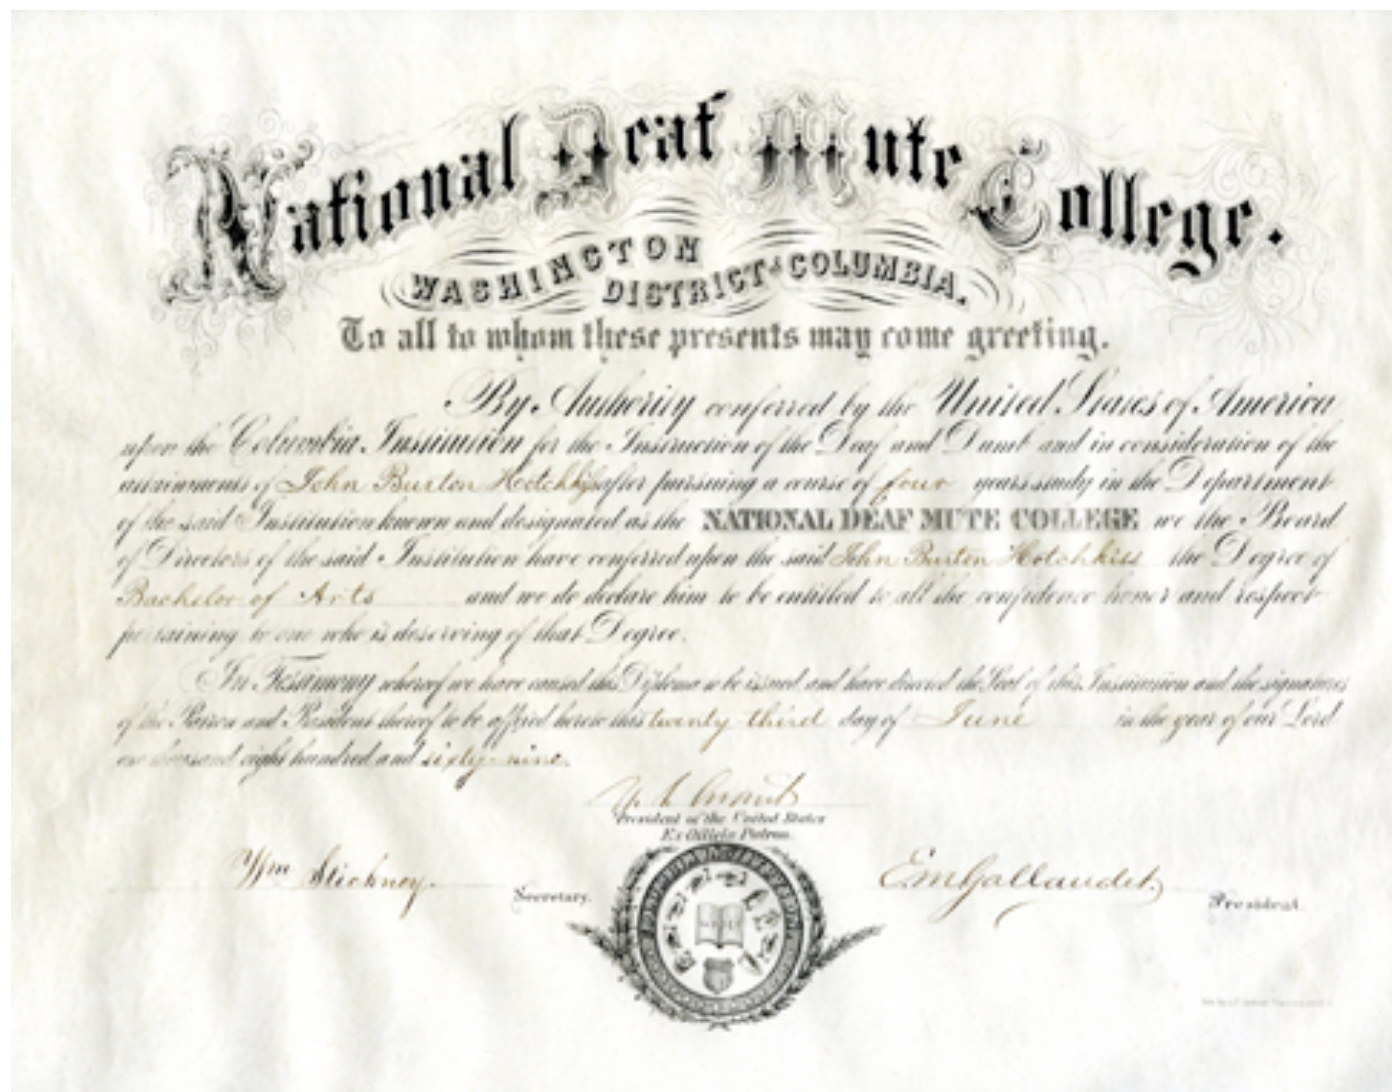 National Deaf Mute College.
WASHINGTON
DISTRICT of COLUMBIA.
To all to whom these presents may come greeting.
By Authority conferred by the United States of America
upon the Columbia Institution for the Instruction of the Deaf and Dumb and in consideration of the
attainments of John Burton Hotchkiss after pursuing a course of four years study in the Department
of the said Institution known and designated as the NATIONAL DEAF MUTE COLLEGE we the Board
of Directors of the said Institution have conferred upon the said John Burton Hotchkiss the Degree of
Bachelor of Arts and we do declare him to be entitled to all the confidence honor and respect
pertaining to one who is deserving of that Degree.
In Testamony whereof we have caused this Diploma to be issued, and have directed the Seal of this Institution and the signatures
of the Patron and President thereof to be affixed hereto this twenty third day of June in the year of our Lord
one thousand eight hundred and sixty-nine.
U. S. Grant
President of the United States
Ex Officio Patron.
Wm Stickney.
Secretary.
E M Gallaudet,
President.